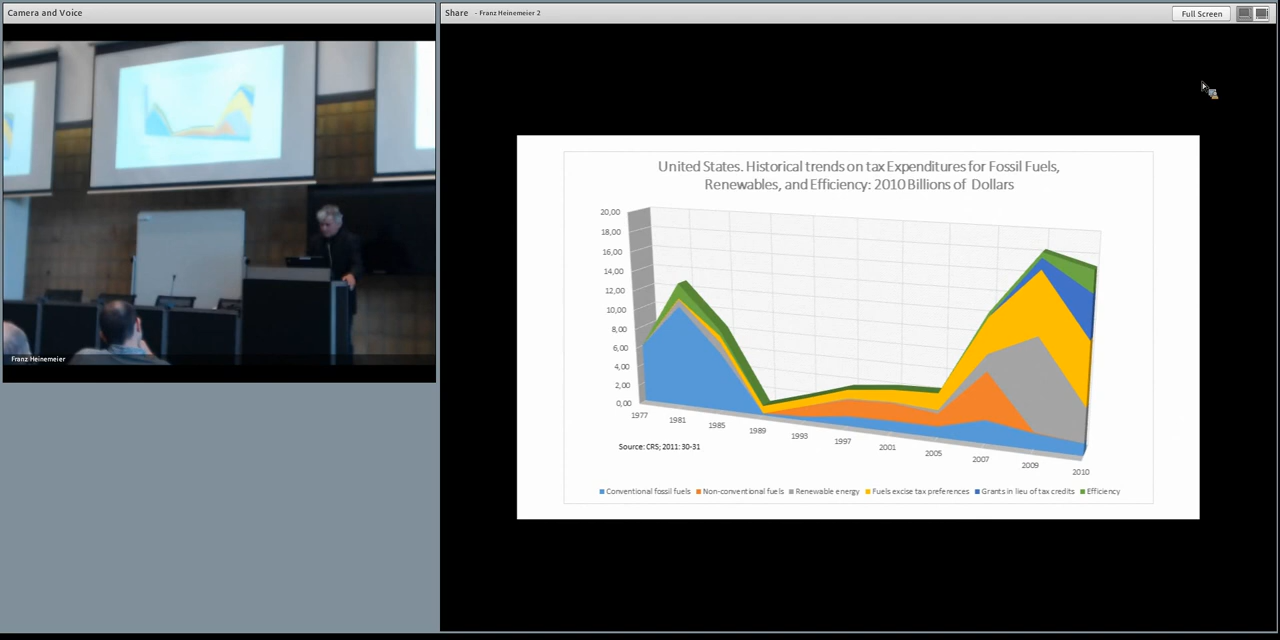 Camera and Voice
Franz Heinemeier
Share - Franz Heinemeier 2
Full Screen
United States. Historical trends on tax Expenditures for Fossil Fuels,
Renewables, and Efficiency: 2010 Billions of Dollars
20,00
18,00
16,00
14,00
12,00
10,00
8,00
6,00
4,00
2,00
0,00
1977
1981
1985
1989
1993
1997
2001
2005
2007
2009
2010
Source: CRS; 2011: 30-31
Conventional fossil fuels Non-conventional fuels Renewable energy Fuels excise tax preferences Grants in lieu of tax credits Efficiency